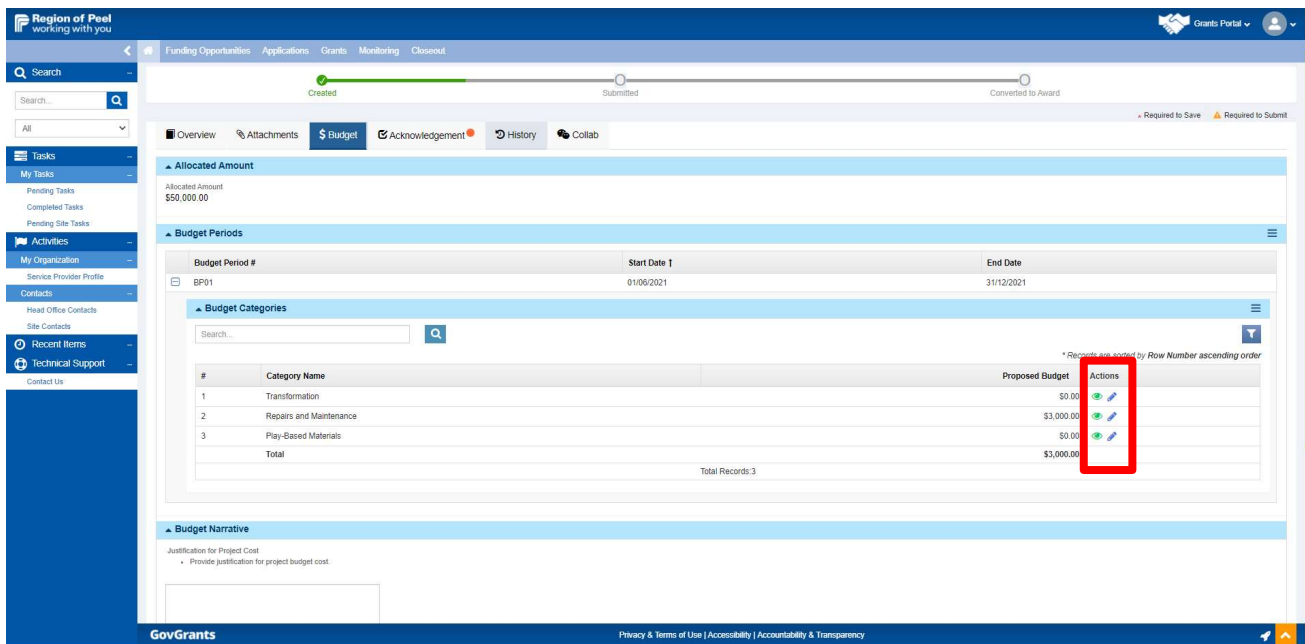 Region of Peel
working with you
Grants Portal
Funding Opportunities Applications Grants Monitoring Closeout
Search
Search...
All
Tasks
My Tasks
Pending Tasks
Completed Tasks
Pending Site Tasks
Activities
My Organization
Service Provider Profile
Contacts
Head Office Contacts
Site Contacts
Recent Items
Technical Support
Contact Us
Created
Submitted
Converted to Award
Required to Save Required to Submit
Overview Attachments $ Budget Acknowledgement History Collab
Allocated Amount
Allocated Amount
$50,000.00
Budget Periods
Budget Period # Start Date ↑ End Date
BP01 01/06/2021 31/12/2021
Budget Categories
Search...
* Records are sorted by Row Number ascending order
# Category Name Proposed Budget Actions
1 Transformation $0.00
2 Repairs and Maintenance $3,000.00
3 Play-Based Materials $0.00
Total $3,000.00
Total Records:3
Budget Narrative
Justification for Project Cost
• Provide justification for project budget cost.
GovGrants
Privacy & Terms of Use | Accessibility | Accountability & Transparency